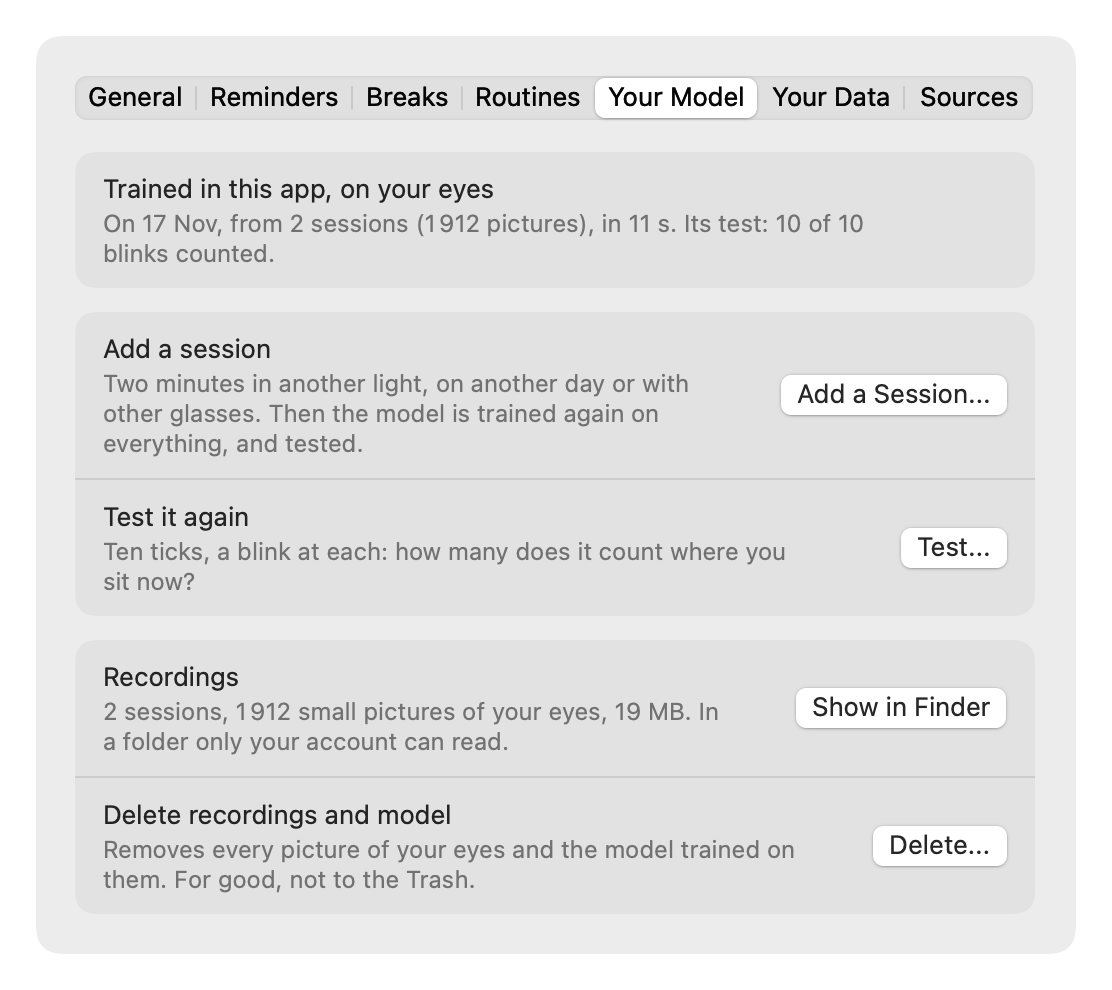 General Reminders Breaks Routines Your Model Your Data Sources
Trained in this app, on your eyes
On 17 Nov, from 2 sessions (1 912 pictures), in 11 s. Its test: 10 of 10
blinks counted.
Add a session
Two minutes in another light, on another day or with
other glasses. Then the model is trained again on
everything, and tested.
Add a Session...
Test it again
Ten ticks, a blink at each: how many does it count where you
sit now?
Test...
Recordings
2 sessions, 1 912 small pictures of your eyes, 19 MB. In
a folder only your account can read.
Show in Finder
Delete recordings and model
Removes every picture of your eyes and the model trained on
them. For good, not to the Trash.
Delete...